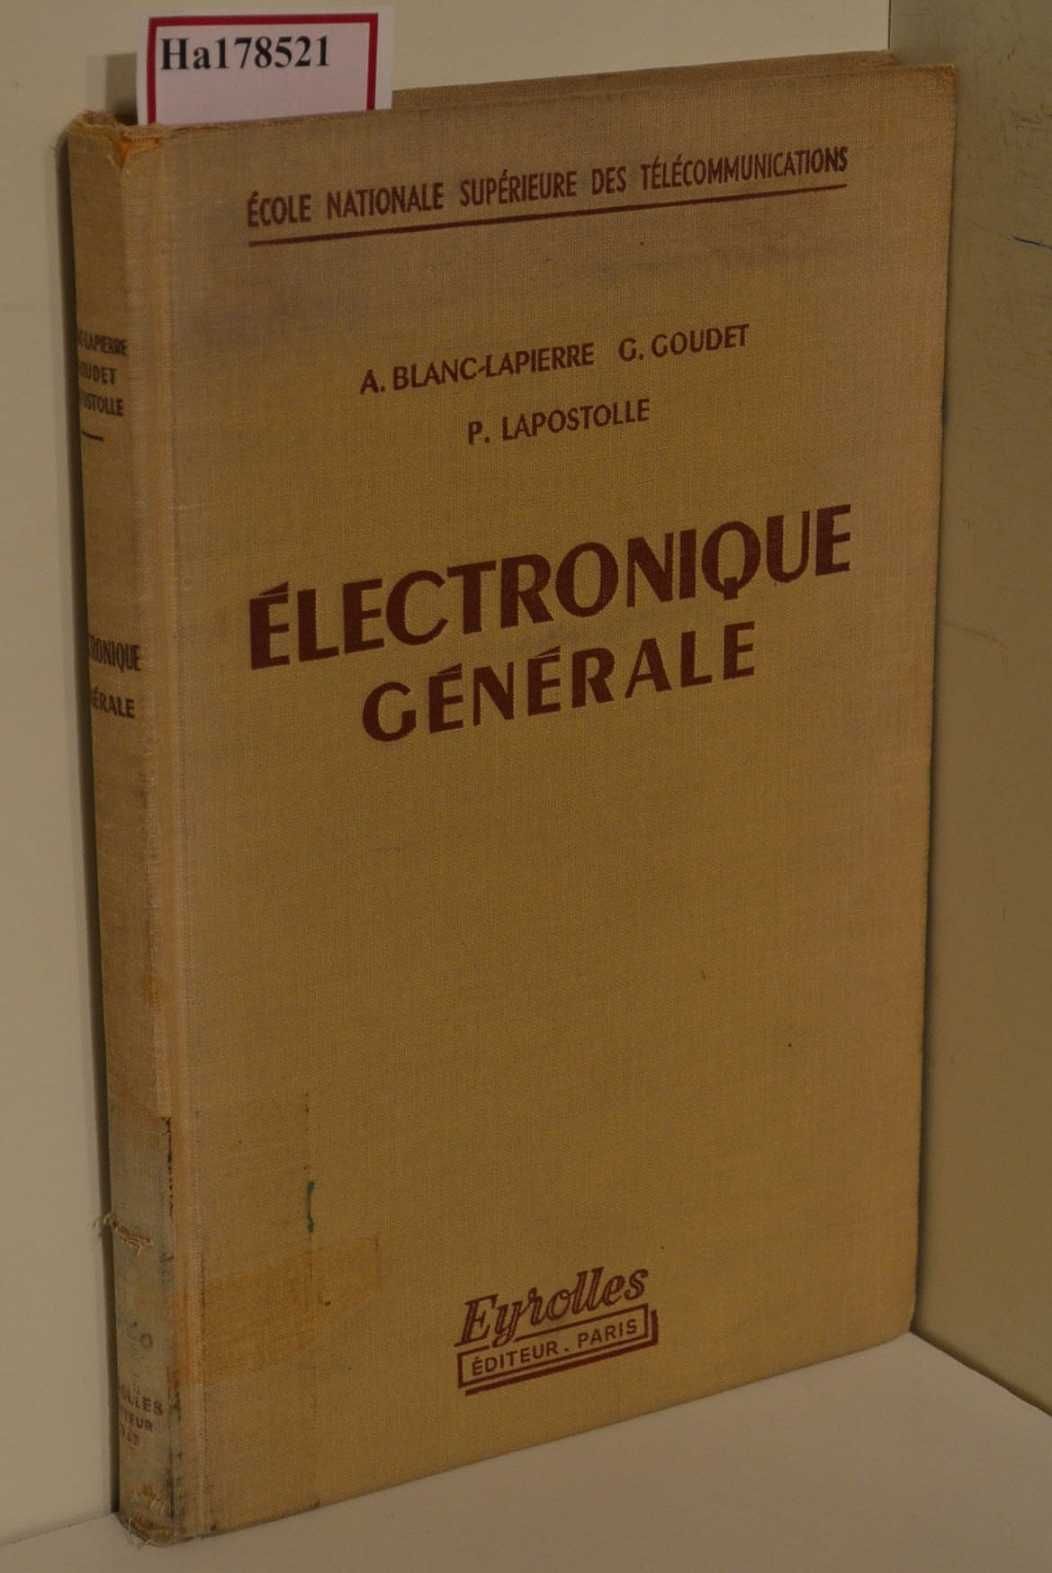 Ha178521
ÉCOLE NATIONALE SUPÉRIEURE DES TÉLÉCOMMUNICATIONS
A. BLANC-LAPIERRE G. GOUDET
P. LAPOSTOLLE
ÉLECTRONIQUE
GÉNÉRALE
Eyrolles
ÉDITEUR. PARIS